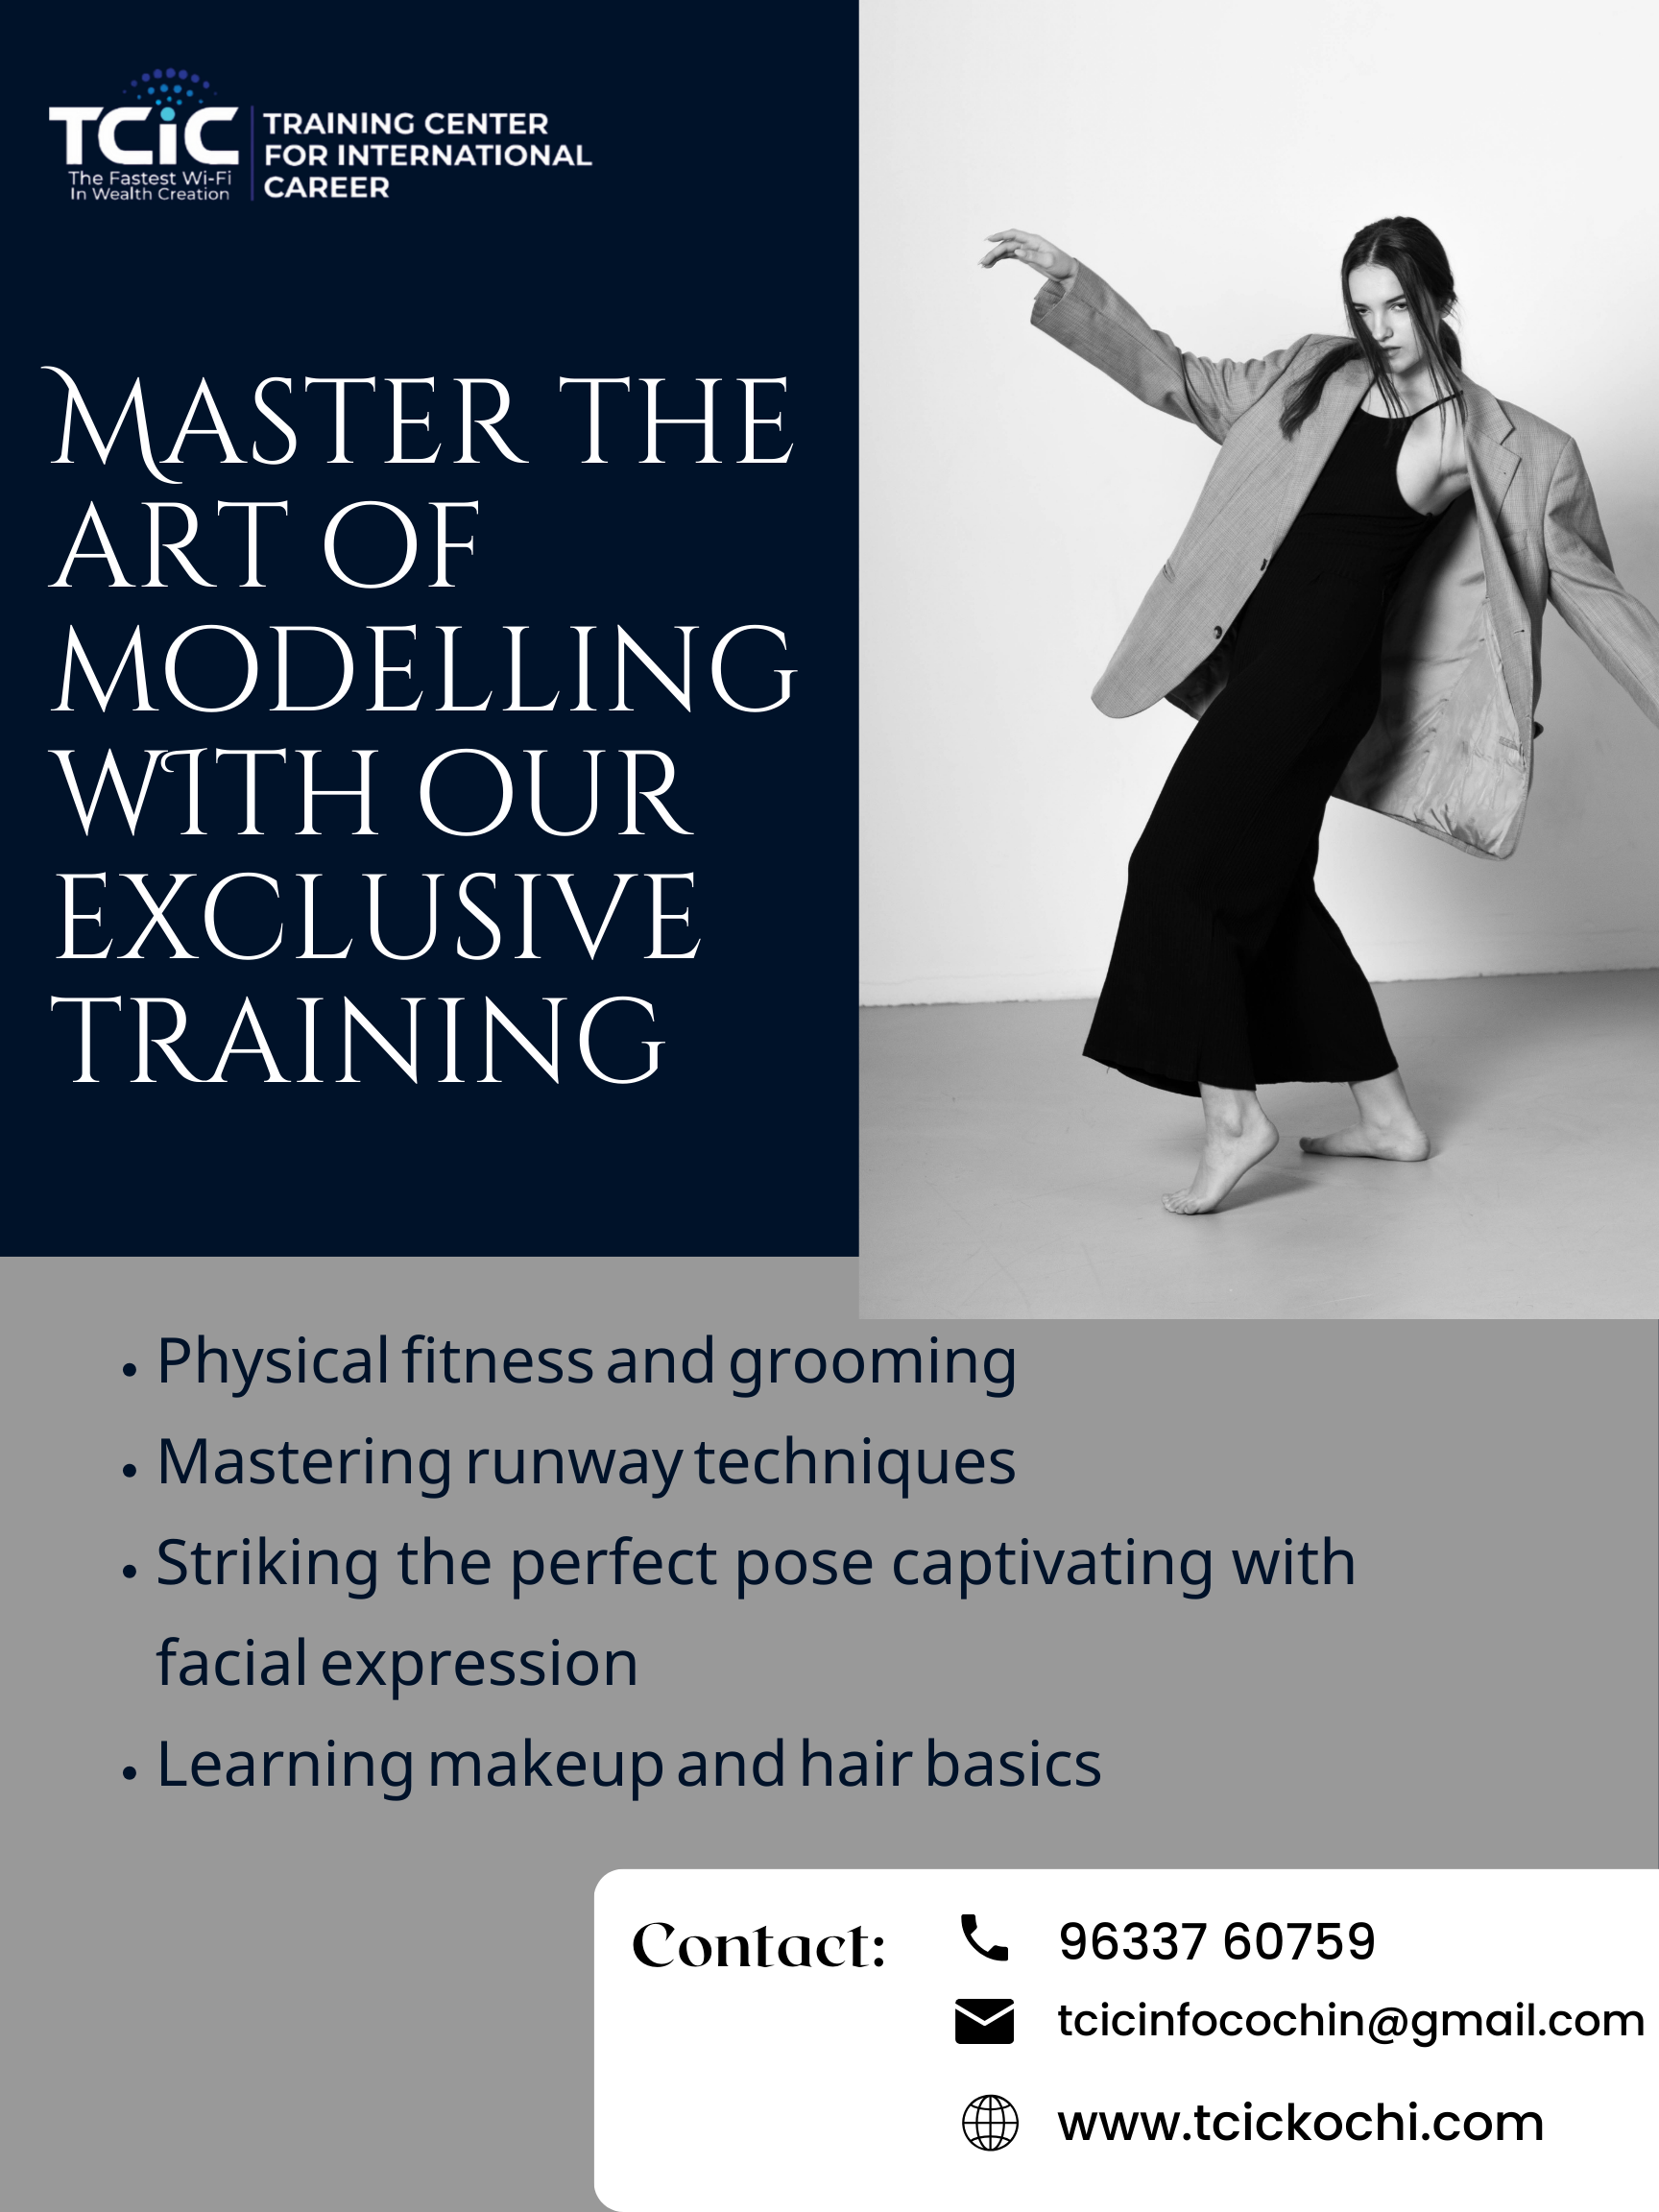 TCiC
The Fastest Wi-Fi
In Wealth Creation
TRAINING CENTER
FOR INTERNATIONAL
CAREER
MASTER THE
ART OF
MODELLING
WITH OUR
EXCLUSIVE
TRAINING
• Physical fitness and grooming
• Mastering runway techniques
• Striking the perfect pose captivating with
facial expression
• Learning makeup and hair basics
Contact:
96337 60759
tcicinfocochin@gmail.com
www.tcickochi.com